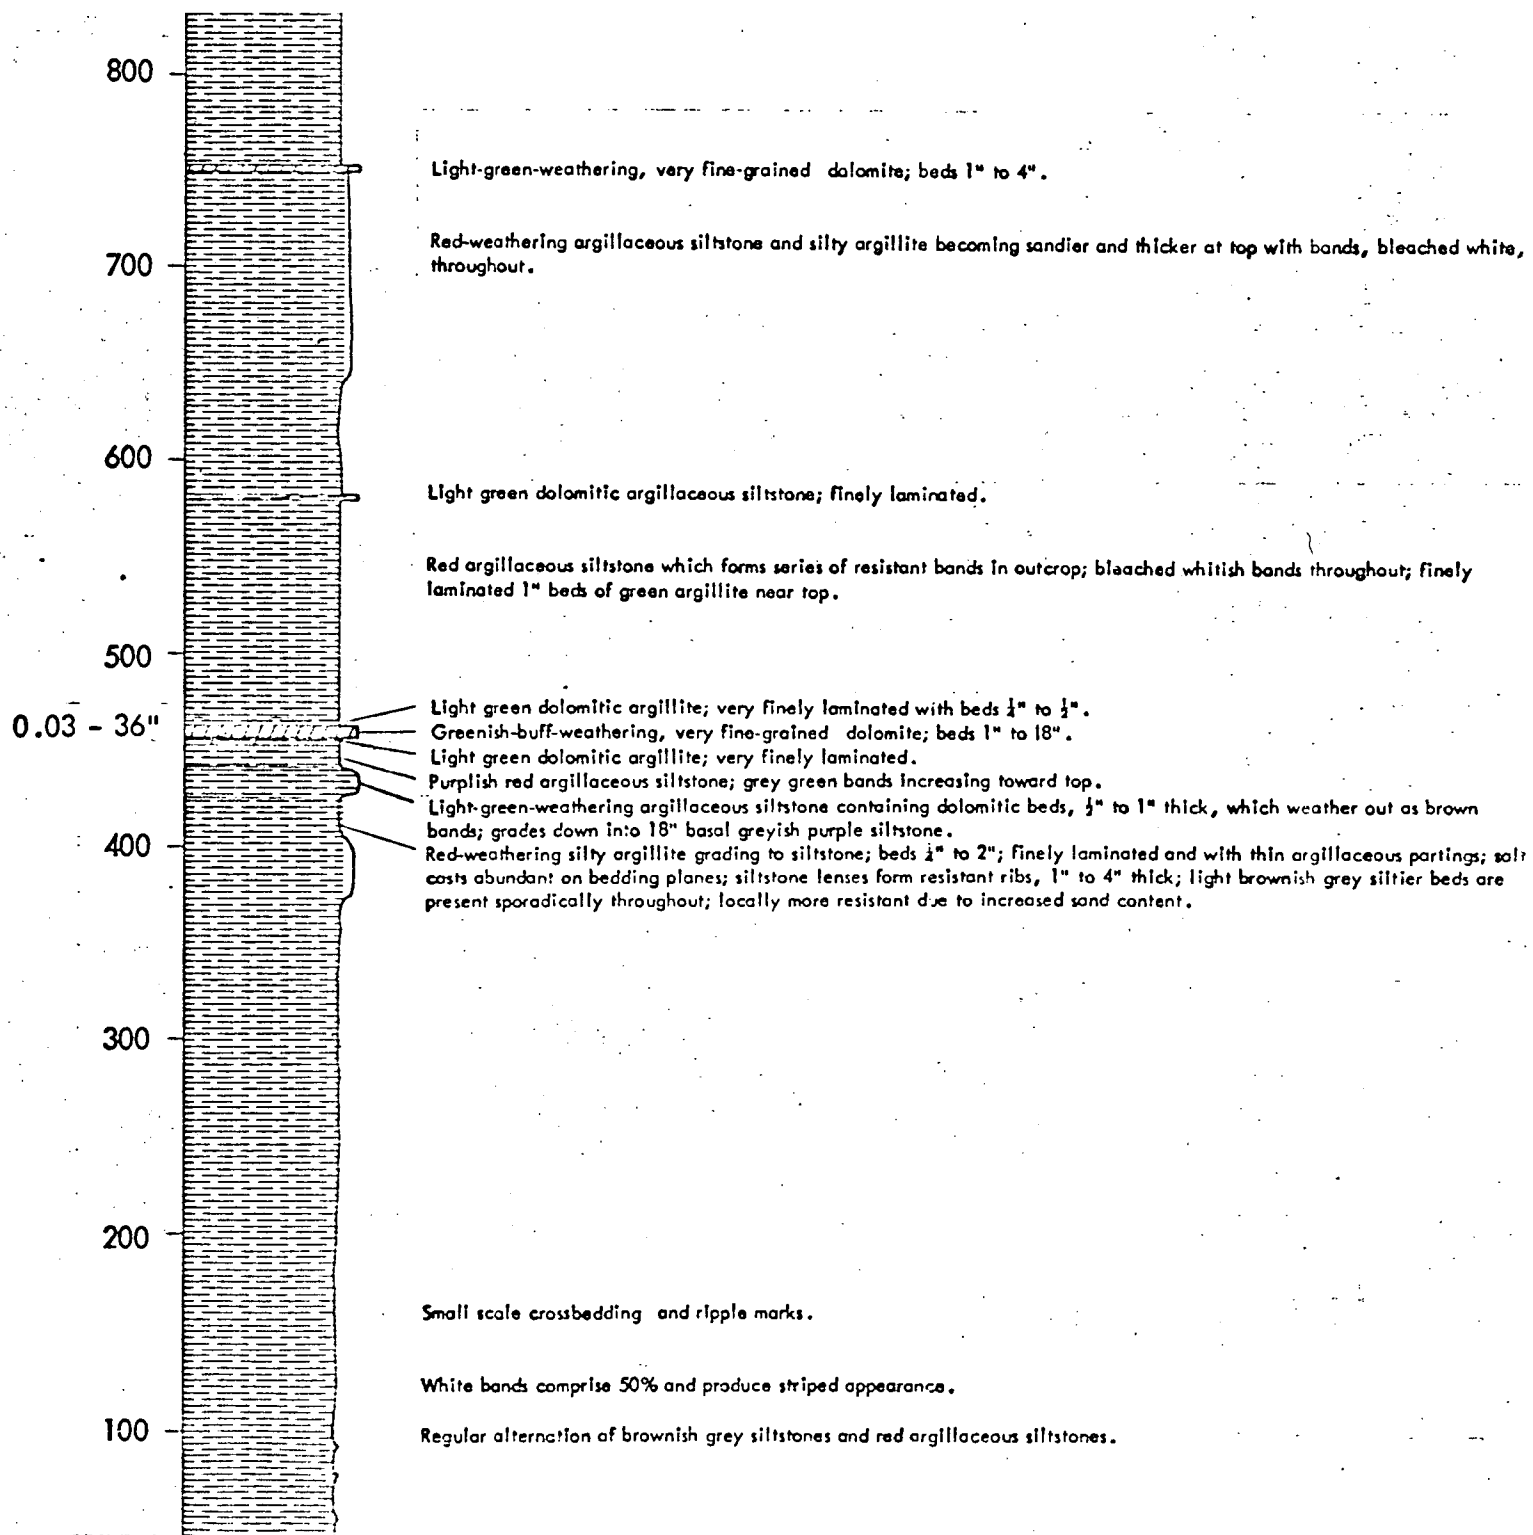 800
Light-green-weathering, very fine-grained dolomite; beds 1" to 4".
Red-weathering argillaceous siltstone and silty argillite becoming sandier and thicker at top with bands, bleached white,
700
throughout.
600
Light green dolomitic argillaceous siltstone; finely laminated.
Red argillaceous siltstone which forms series of resistant bands in outcrop; bleached whitish bands throughout; finely
laminated 1" beds of green argillite near top.
500
Light green dolomitic argillite; very finely laminated with beds ¼" to ½".
0.03 - 36"
Greenish-buff-weathering, very fine-grained dolomite; beds 1" to 18".
Light green dolomitic argillite; very finely laminated.
Purplish red argillaceous siltstone; grey green bands increasing toward top.
Light-green-weathering argillaceous siltstone containing dolomitic beds, ½" to 1" thick, which weather out as brown
bands; grades down into 18" basal greyish purple siltstone.
400
Red-weathering silty argillite grading to siltstone; beds to 2"; finely laminated and with thin argillaceous partings; salt
casts abundant on bedding planes; siltstone lenses form resistant ribs, 1" to 4" thick; light brownish grey siltier beds are
present sporadically throughout; locally more resistant due to increased sand content.
300
200
Small scale crossbedding and ripple marks.
White bands comprise 50% and produce striped appearance.
100
Regular alternation of brownish grey siltstones and red argillaceous siltstones.